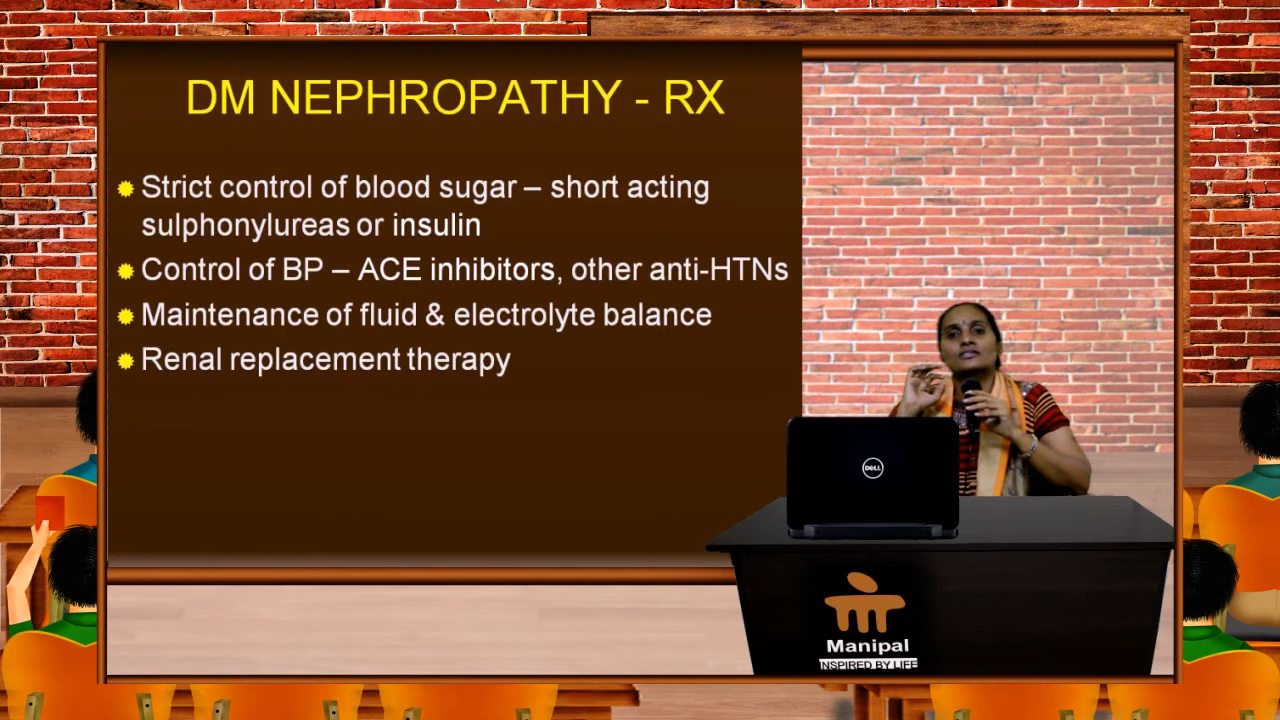 DM NEPHROPATHY - RX
Strict control of blood sugar – short acting
sulphonylureas or insulin
Control of BP – ACE inhibitors, other anti-HTNs
Maintenance of fluid & electrolyte balance
Renal replacement therapy
DELL
Manipal
INSPIRED BY LIFE